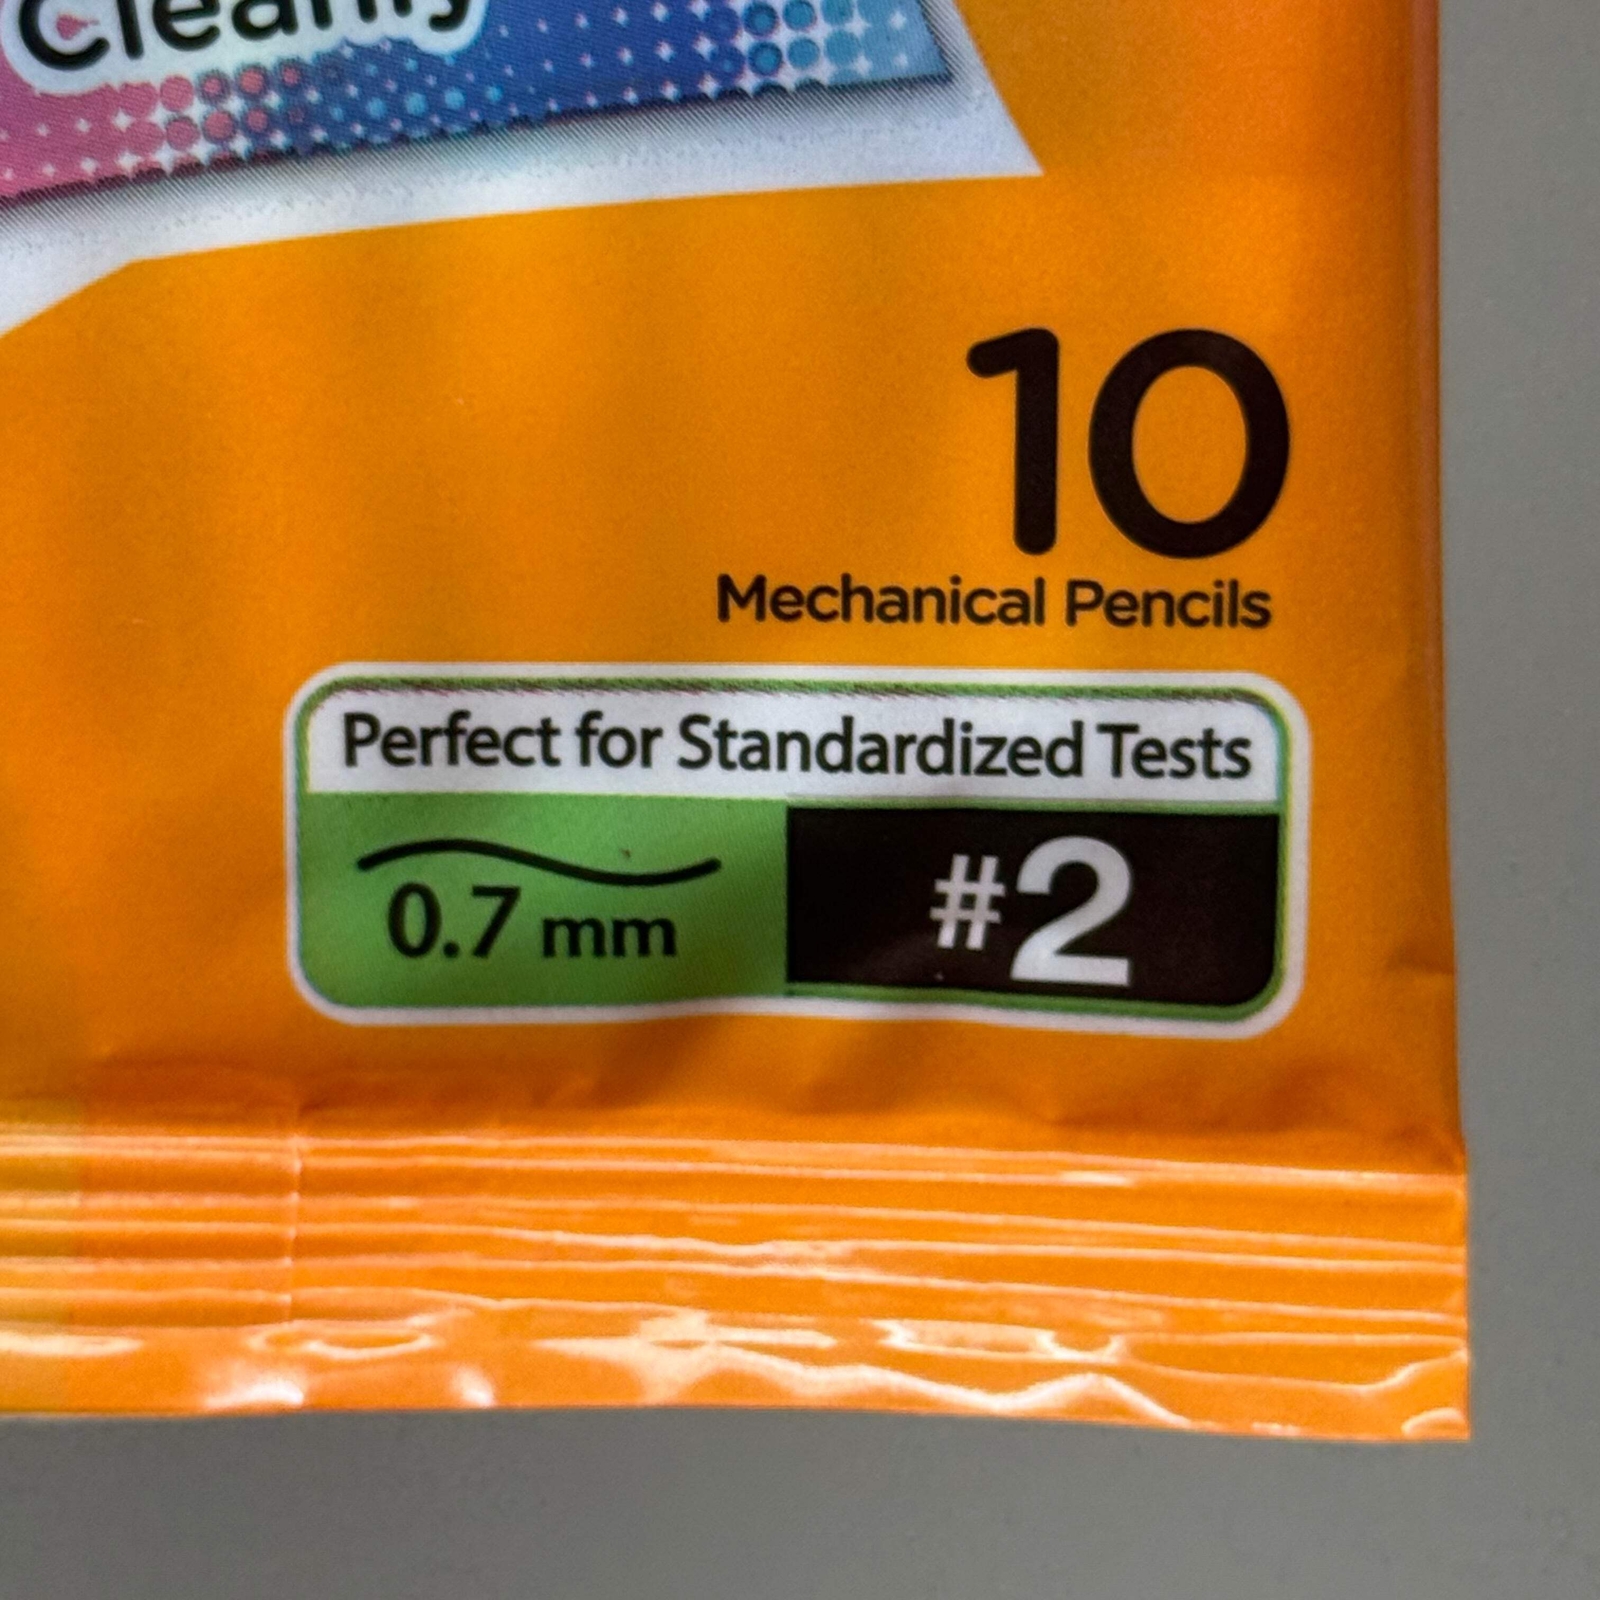 Cleanly
10
Mechanical Pencils
Perfect for Standardized Tests
0.7 mm
#2